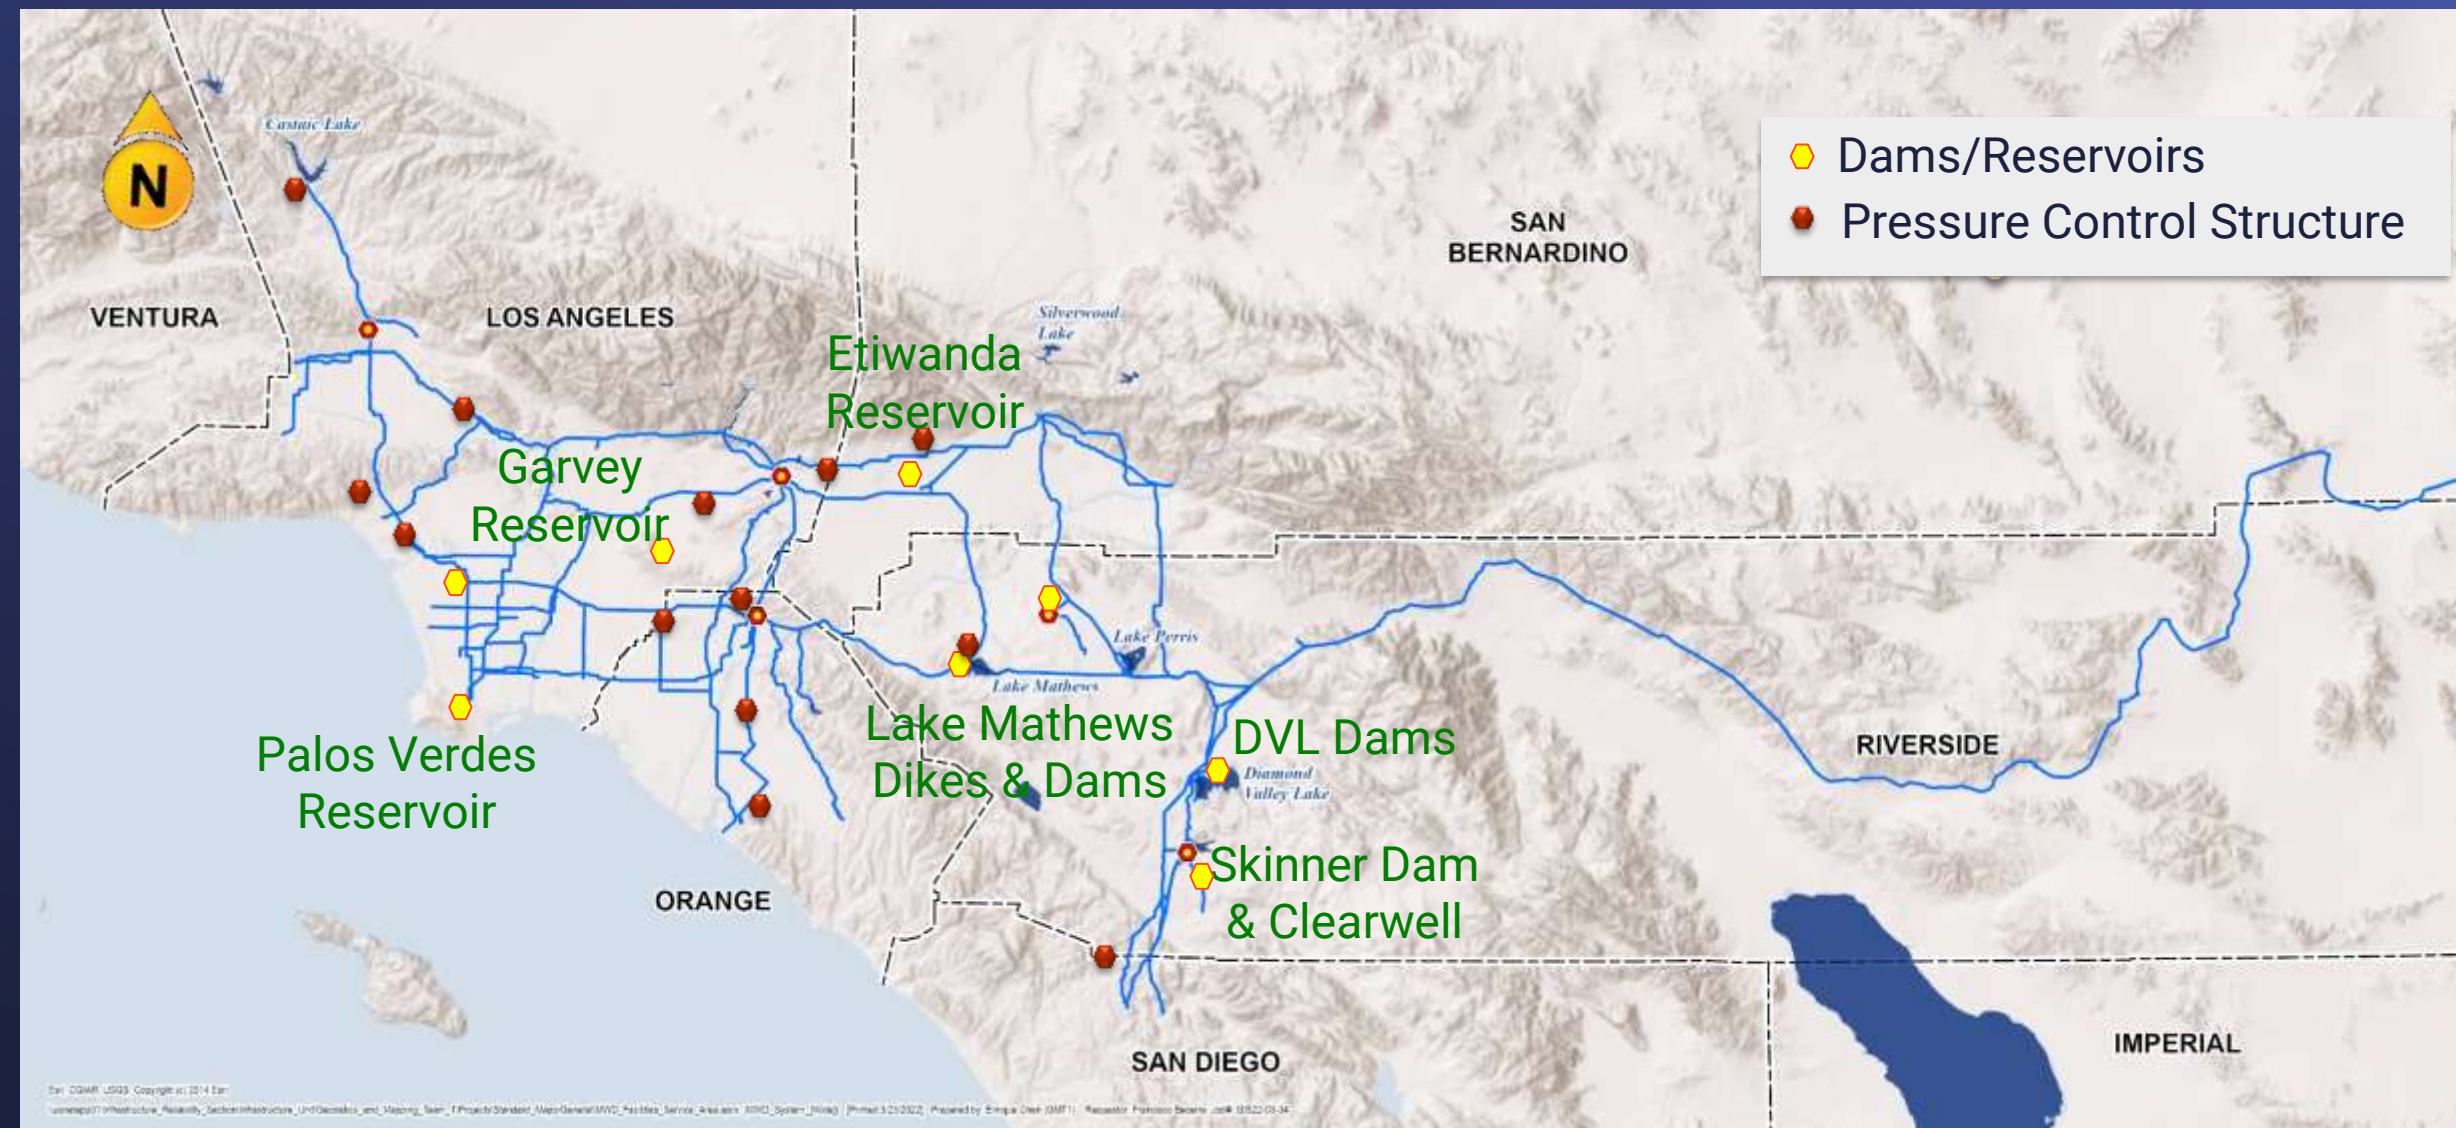 Castaic Lake
N
Dams/Reservoirs
Pressure Control Structure
SAN
BERNARDINO
VENTURA
LOS ANGELES
Silverwood
Lake
Etiwanda
Reservoir
Garvey
Reservoir
Lake Perris
Lake Mathews
Lake Mathews
Dikes & Dams
DVL Dams
Diamond
Valley Lake
RIVERSIDE
Palos Verdes
Reservoir
Skinner Dam
& Clearwell
ORANGE
SAN DIEGO
IMPERIAL